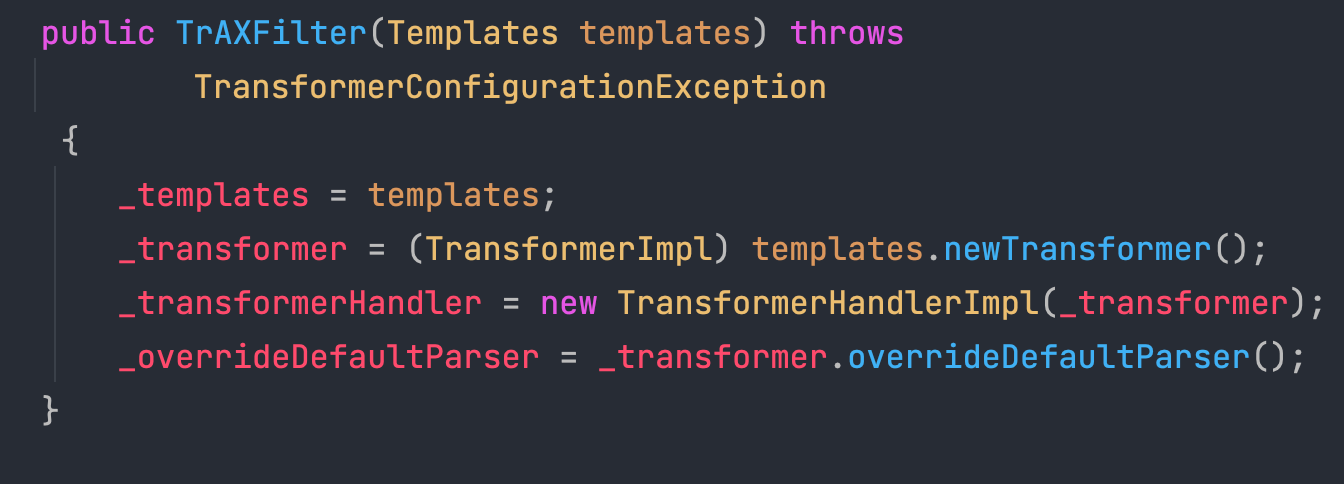 public TrAXFilter(Templates templates) throws
TransformerConfigurationException
{
_templates = templates;
_transformer = (TransformerImpl) templates.newTransformer();
_transformerHandler = new TransformerHandlerImpl(_transformer);
_overrideDefaultParser = _transformer.overrideDefaultParser();
}